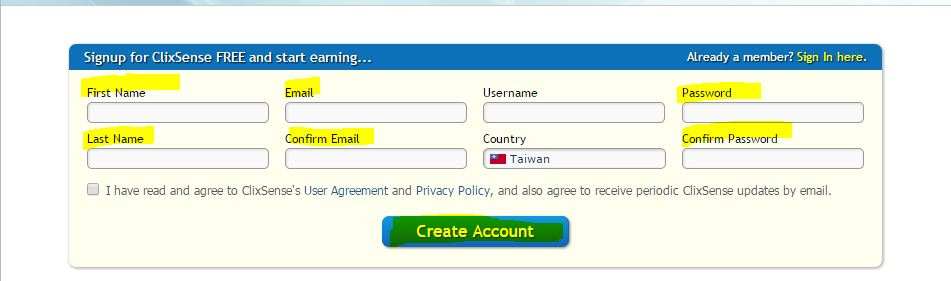 Signup for ClixSense FREE and start earning... Already a member? Sign In here.
First Name Email Username Password
Last Name Confirm Email Country Confirm Password
Taiwan
I have read and agree to ClixSense's User Agreement and Privacy Policy, and also agree to receive periodic ClixSense updates by email.
Create Account